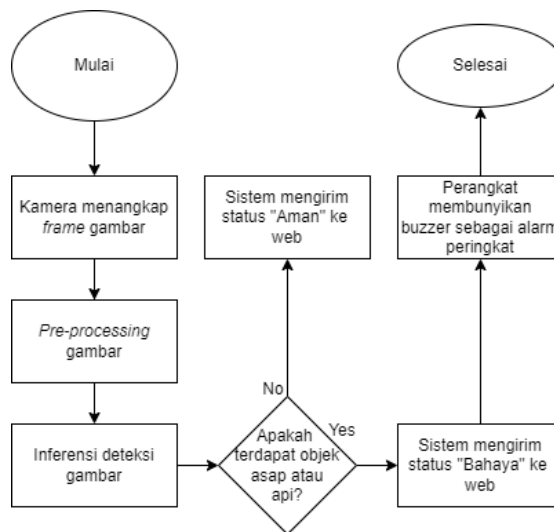 Mulai
Kamera menangkap
frame gambar
Pre-processing
gambar
Inferensi deteksi
gambar
Apakah
terdapat objek
asap atau
api?
No
Sistem mengirim
status "Aman" ke
web
Yes
Sistem mengirim
status "Bahaya" ke
web
Perangkat
membunyikan
buzzer sebagai alarm
peringkat
Selesai